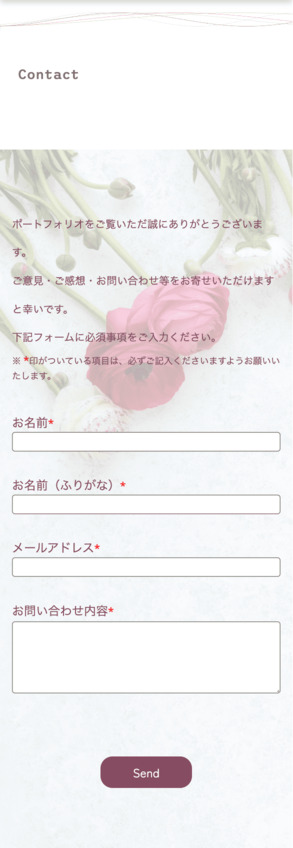 Contact
ポートフォリオをご覧いただ誠にありがとうございま
す。
ご意見・ご感想・お問い合わせ等をお寄せいただけます
と幸いです。
下記フォームに必須事項をご入力ください。
※ *印がついている項目は、必ずご記入くださいますようお願いい
たします。
お名前*
お名前（ふりがな）*
メールアドレス*
お問い合わせ内容*
Send